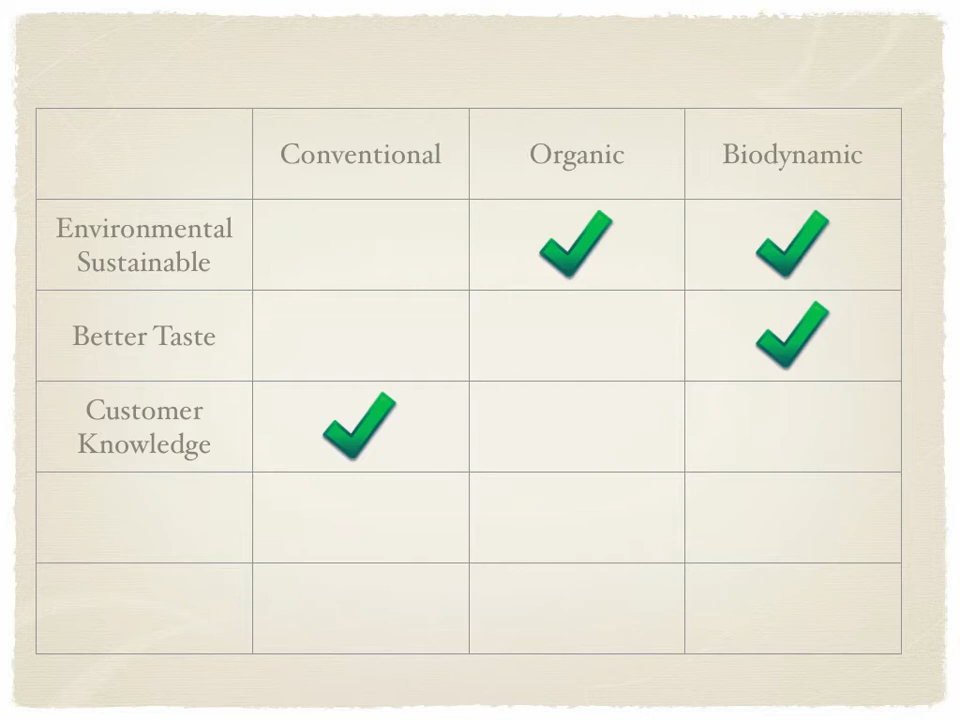 Conventional
Organic
Biodynamic
Environmental
Sustainable
Better Taste
Customer
Knowledge